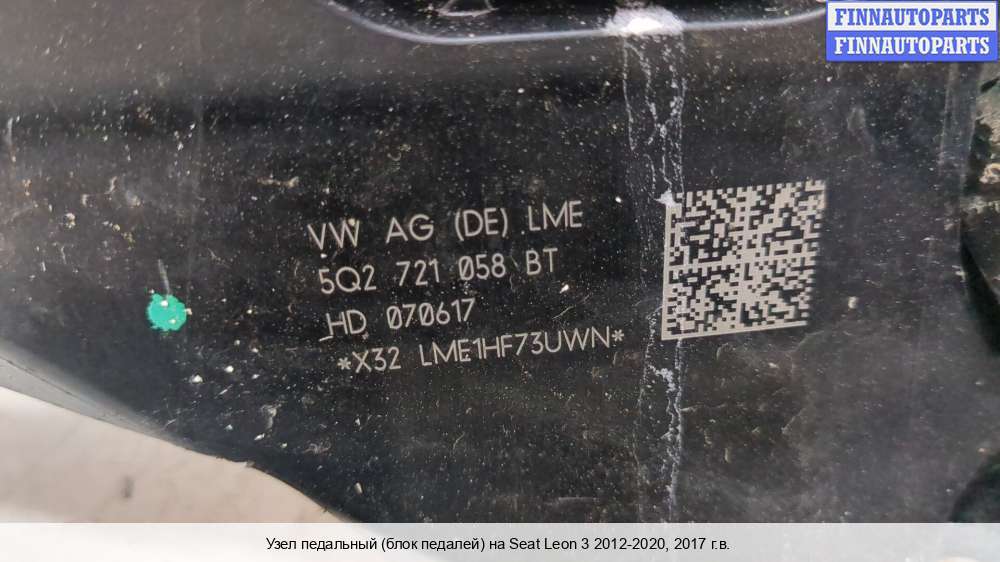 FINNAUTOPARTS
FINNAUTOPARTS
VW AG (DE) LME
5Q2 721 058 BT
HD 070617
*X32 LME1HF73UWN*
Узел педальный (блок педалей) на Seat Leon 3 2012-2020, 2017 г.в.